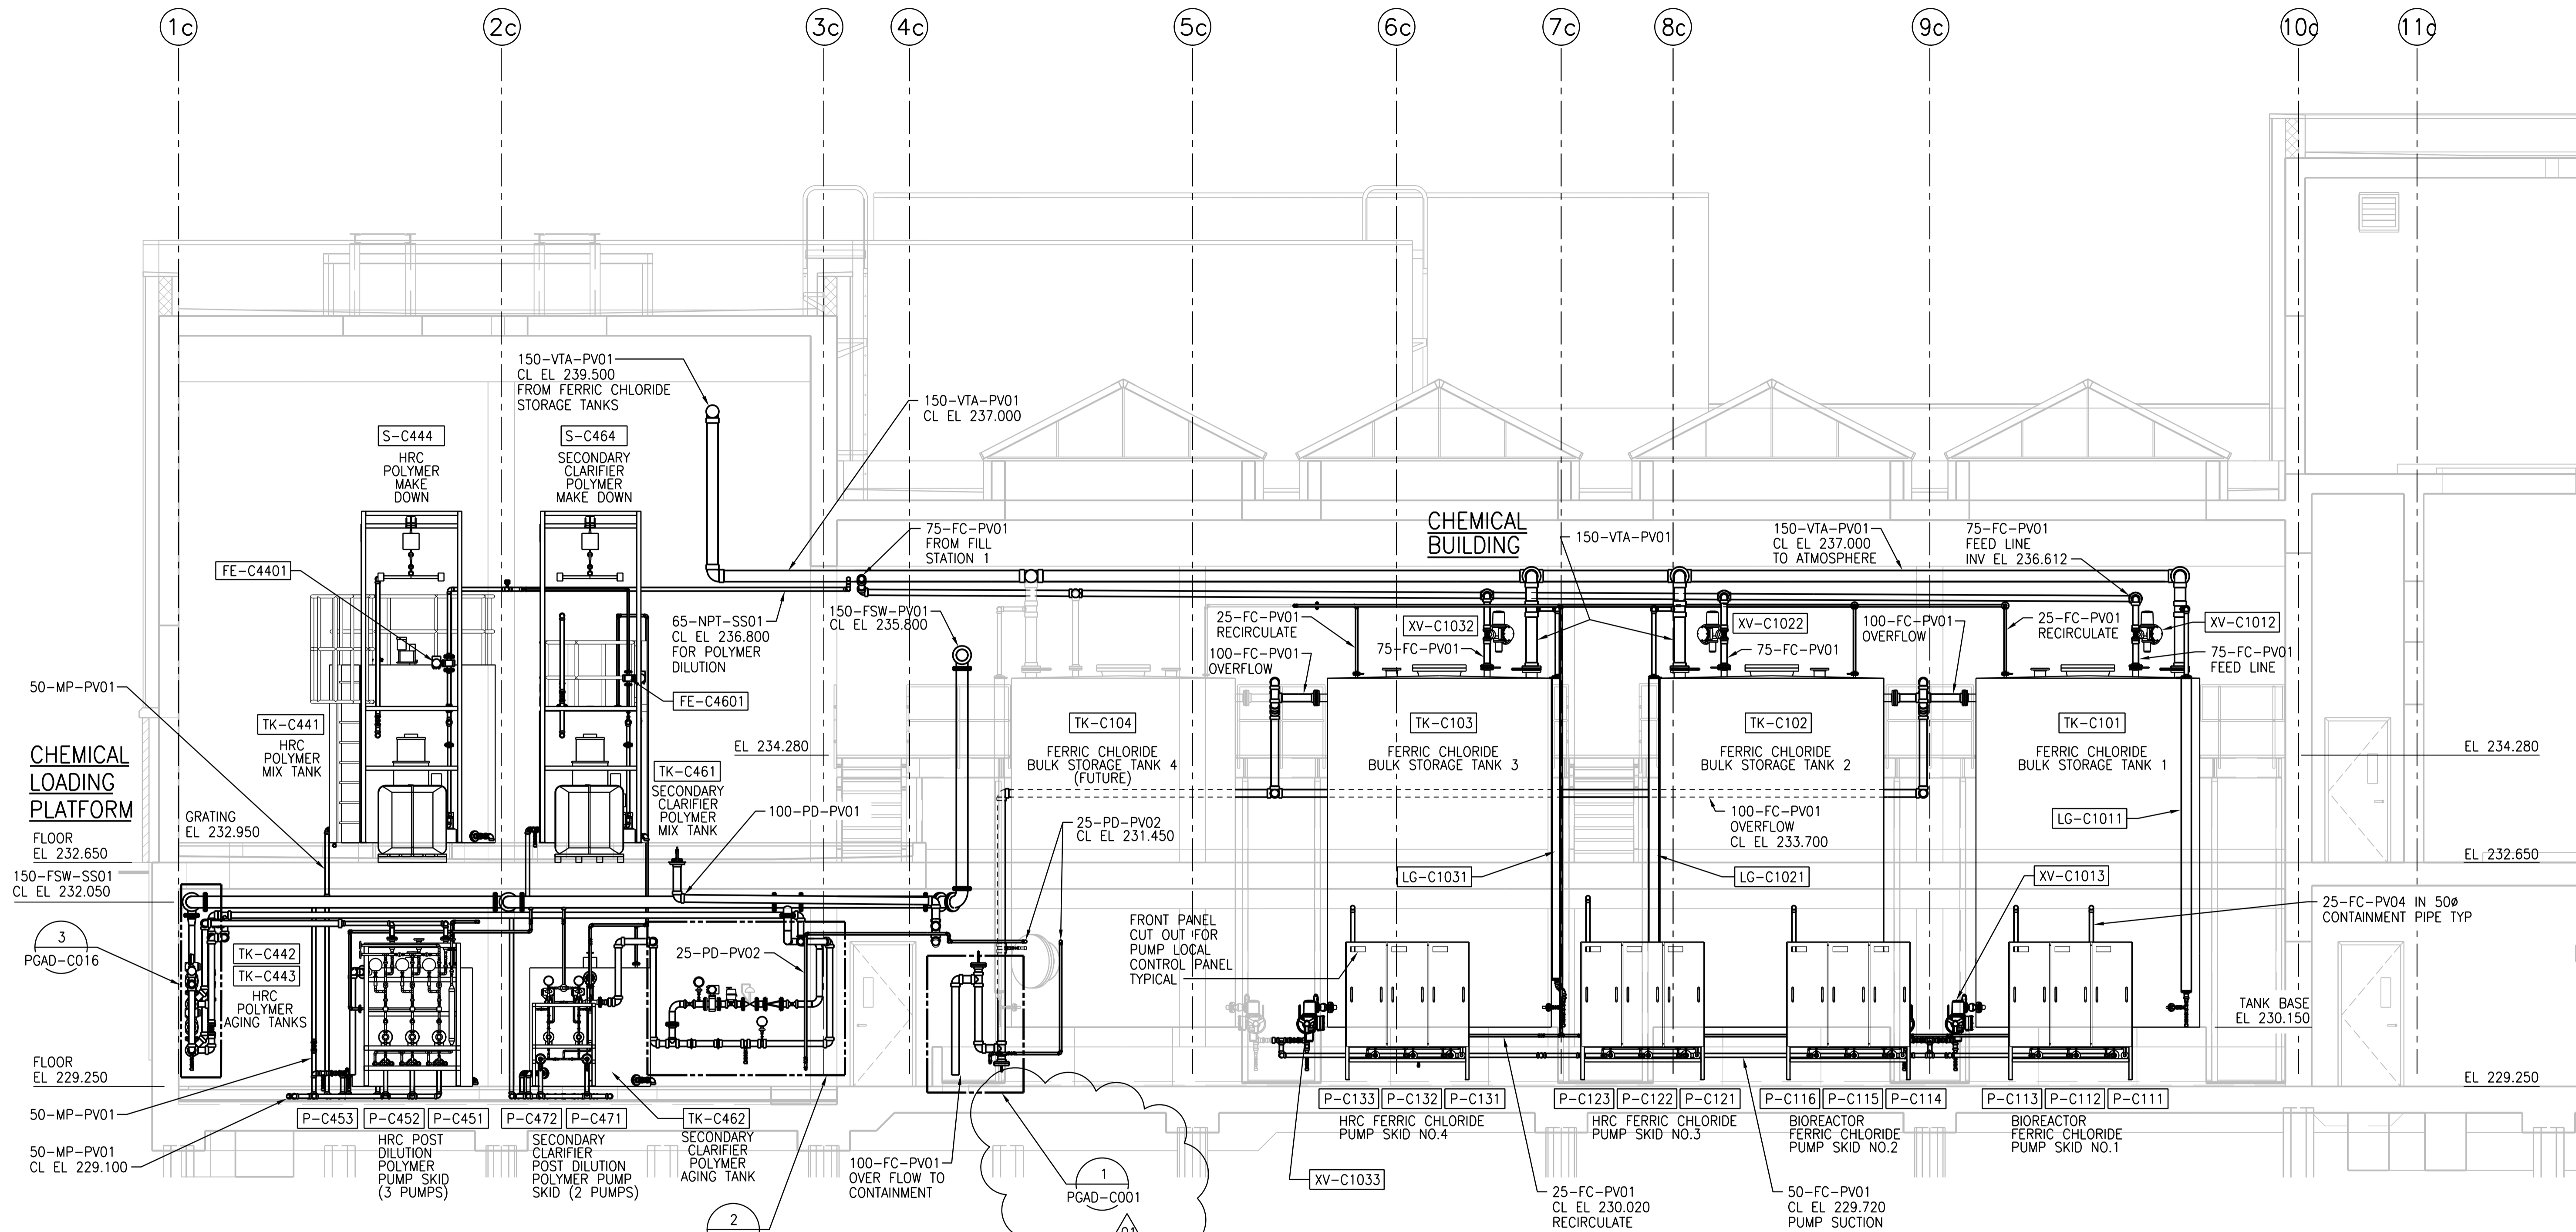 1c
2c
3c
4c
5c
6c
7c
8c
9c
150-VTA-PV01
CL EL 239.500
FROM FERRIC CHLORIDE
STORAGE TANKS
150-VTA-PV01
CL EL 237.000
S-C444
HRC
POLYMER
MAKE
DOWN
S-C464
SECONDARY
CLARIFIER
POLYMER
MAKE DOWN
75-FC-PV01
FROM FILL
STATION 1
CHEMICAL
BUILDING
150-VTA-PV01
150-VTA-PV01
CL EL 237.000
TO ATMOSPHERE
75-FC-PV01
FEED LINE
INV EL 236.612
FE-C4401
65-NPT-SS01
CL EL 236.800
FOR POLYMER
DILUTION
150-FSW-PV01
CL EL 235.800
25-FC-PV01
RECIRCULATE
100-FC-PV01
OVERFLOW
XV-C1032
75-FC-PV01
XV-C1022
75-FC-PV01
100-FC-PV01
OVERFLOW
25-FC-PV01
RECIRCULATE
XV-C1012
75-FC-PV01
FEED LINE
50-MP-PV01
FE-C4601
TK-C441
HRC
POLYMER
MIX TANK
EL 234.280
TK-C104
FERRIC CHLORIDE
BULK STORAGE TANK 4
(FUTURE)
TK-C103
FERRIC CHLORIDE
BULK STORAGE TANK 3
TK-C102
FERRIC CHLORIDE
BULK STORAGE TANK 2
TK-C101
FERRIC CHLORIDE
BULK STORAGE TANK 1
EL 234.280
CHEMICAL
LOADING
PLATFORM
TK-C461
SECONDARY
CLARIFIER
POLYMER
MIX TANK
100-PD-PV01
25-PD-PV02
CL EL 231.450
100-FC-PV01
OVERFLOW
CL EL 233.700
LG-C1011
GRATING
EL 232.950
FLOOR
EL 232.650
EL 232.650
150-FSW-SS01
CL EL 232.050
LG-C1031
LG-C1021
XV-C1013
25-FC-PV04 IN 50ø
CONTAINMENT PIPE TYP
3
PGAD-C016
TK-C442
TK-C443
HRC
POLYMER
AGING TANKS
25-PD-PV02
FRONT PANEL
CUT OUT FOR
PUMP LOCAL
CONTROL PANEL
TYPICAL
TANK BASE
EL 230.150
FLOOR
EL 229.250
EL 229.250
50-MP-PV01
50-MP-PV01
CL EL 229.100
P-C453
P-C452
P-C451
HRC POST
DILUTION
POLYMER
PUMP SKID
(3 PUMPS)
P-C472
P-C471
SECONDARY
CLARIFIER
POST DILUTION
POLYMER PUMP
SKID (2 PUMPS)
TK-C462
SECONDARY
CLARIFIER
POLYMER
AGING TANK
100-FC-PV01
OVER FLOW TO
CONTAINMENT
1
PGAD-C001
2
P-C133
P-C132
P-C131
HRC FERRIC CHLORIDE
PUMP SKID NO.4
P-C123
P-C122
P-C121
HRC FERRIC CHLORIDE
PUMP SKID NO.3
P-C116
P-C115
P-C114
BIOREACTOR
FERRIC CHLORIDE
PUMP SKID NO.2
P-C113
P-C112
P-C111
BIOREACTOR
FERRIC CHLORIDE
PUMP SKID NO.1
XV-C1033
25-FC-PV01
CL EL 230.020
RECIRCULATE
50-FC-PV01
CL EL 229.720
PUMP SUCTION